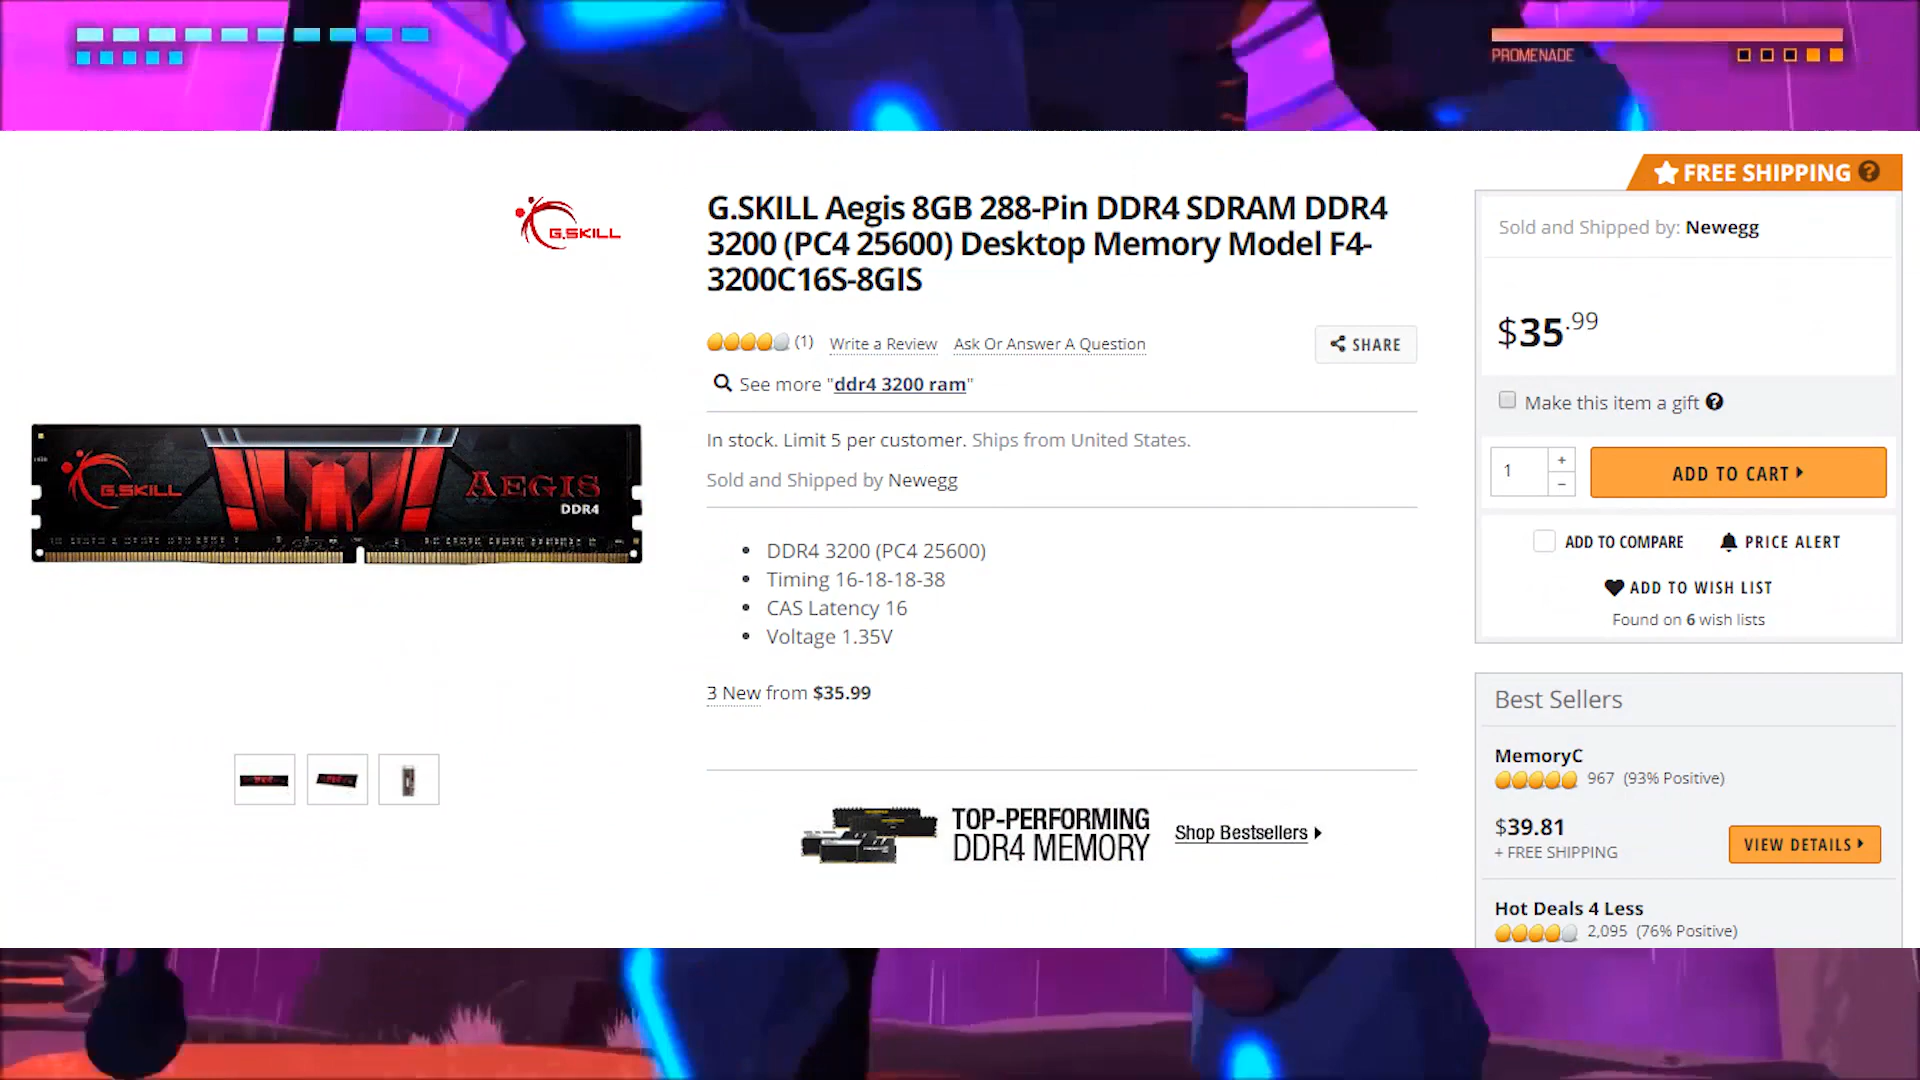 PROMENADE
FREE SHIPPING ?
G.SKILL
G.SKILL Aegis 8GB 288-Pin DDR4 SDRAM DDR4
3200 (PC4 25600) Desktop Memory Model F4-
3200C16S-8GIS
(1) Write a Review Ask Or Answer A Question
SHARE
See more "ddr4 3200 ram"
In stock. Limit 5 per customer. Ships from United States.
Sold and Shipped by Newegg
DDR4 3200 (PC4 25600)
Timing 16-18-18-38
CAS Latency 16
Voltage 1.35V
3 New from $35.99
TOP-PERFORMING
DDR4 MEMORY
Shop Bestsellers
G.SKILL
AEGIS
DDR4
Sold and Shipped by: Newegg
$35.99
Make this item a gift ?
1
+
−
ADD TO CART
ADD TO COMPARE
PRICE ALERT
ADD TO WISH LIST
Found on 6 wish lists
Best Sellers
MemoryC
967 (93% Positive)
$39.81
+ FREE SHIPPING
VIEW DETAILS
Hot Deals 4 Less
2,095 (76% Positive)